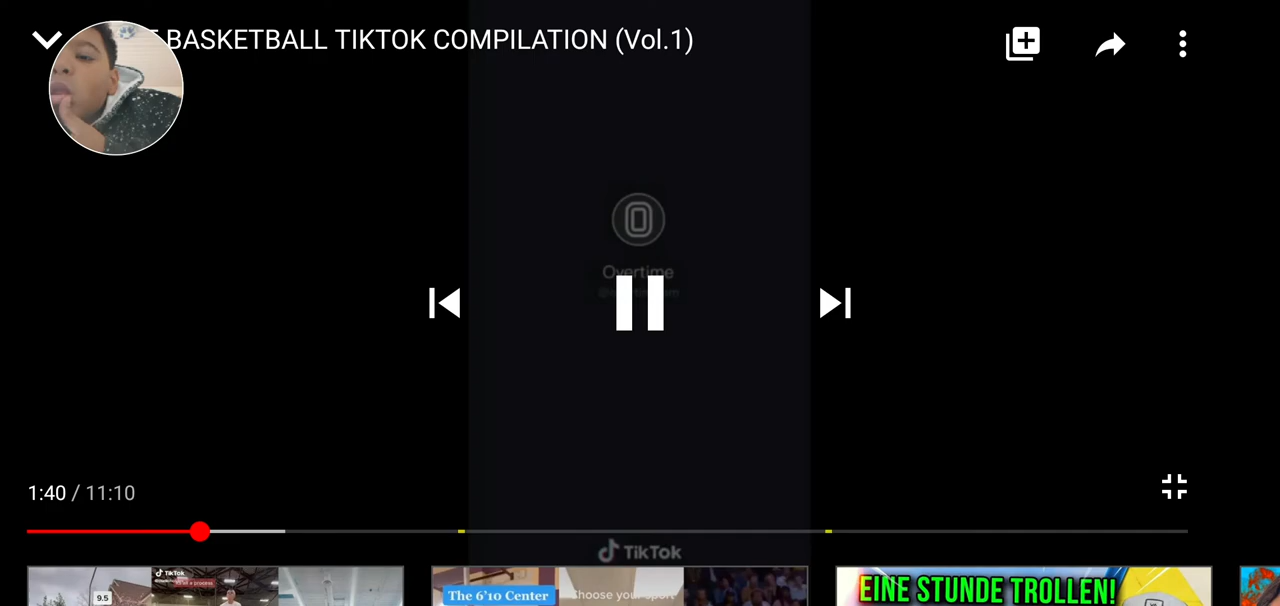 BASKETBALL TIKTOK COMPILATION (Vol.1)
Overtime
1:40 / 11:10
TikTok
9.5
TikTok
The 6'10 Center
Choose your sport
EINE STUNDE TROLLEN!